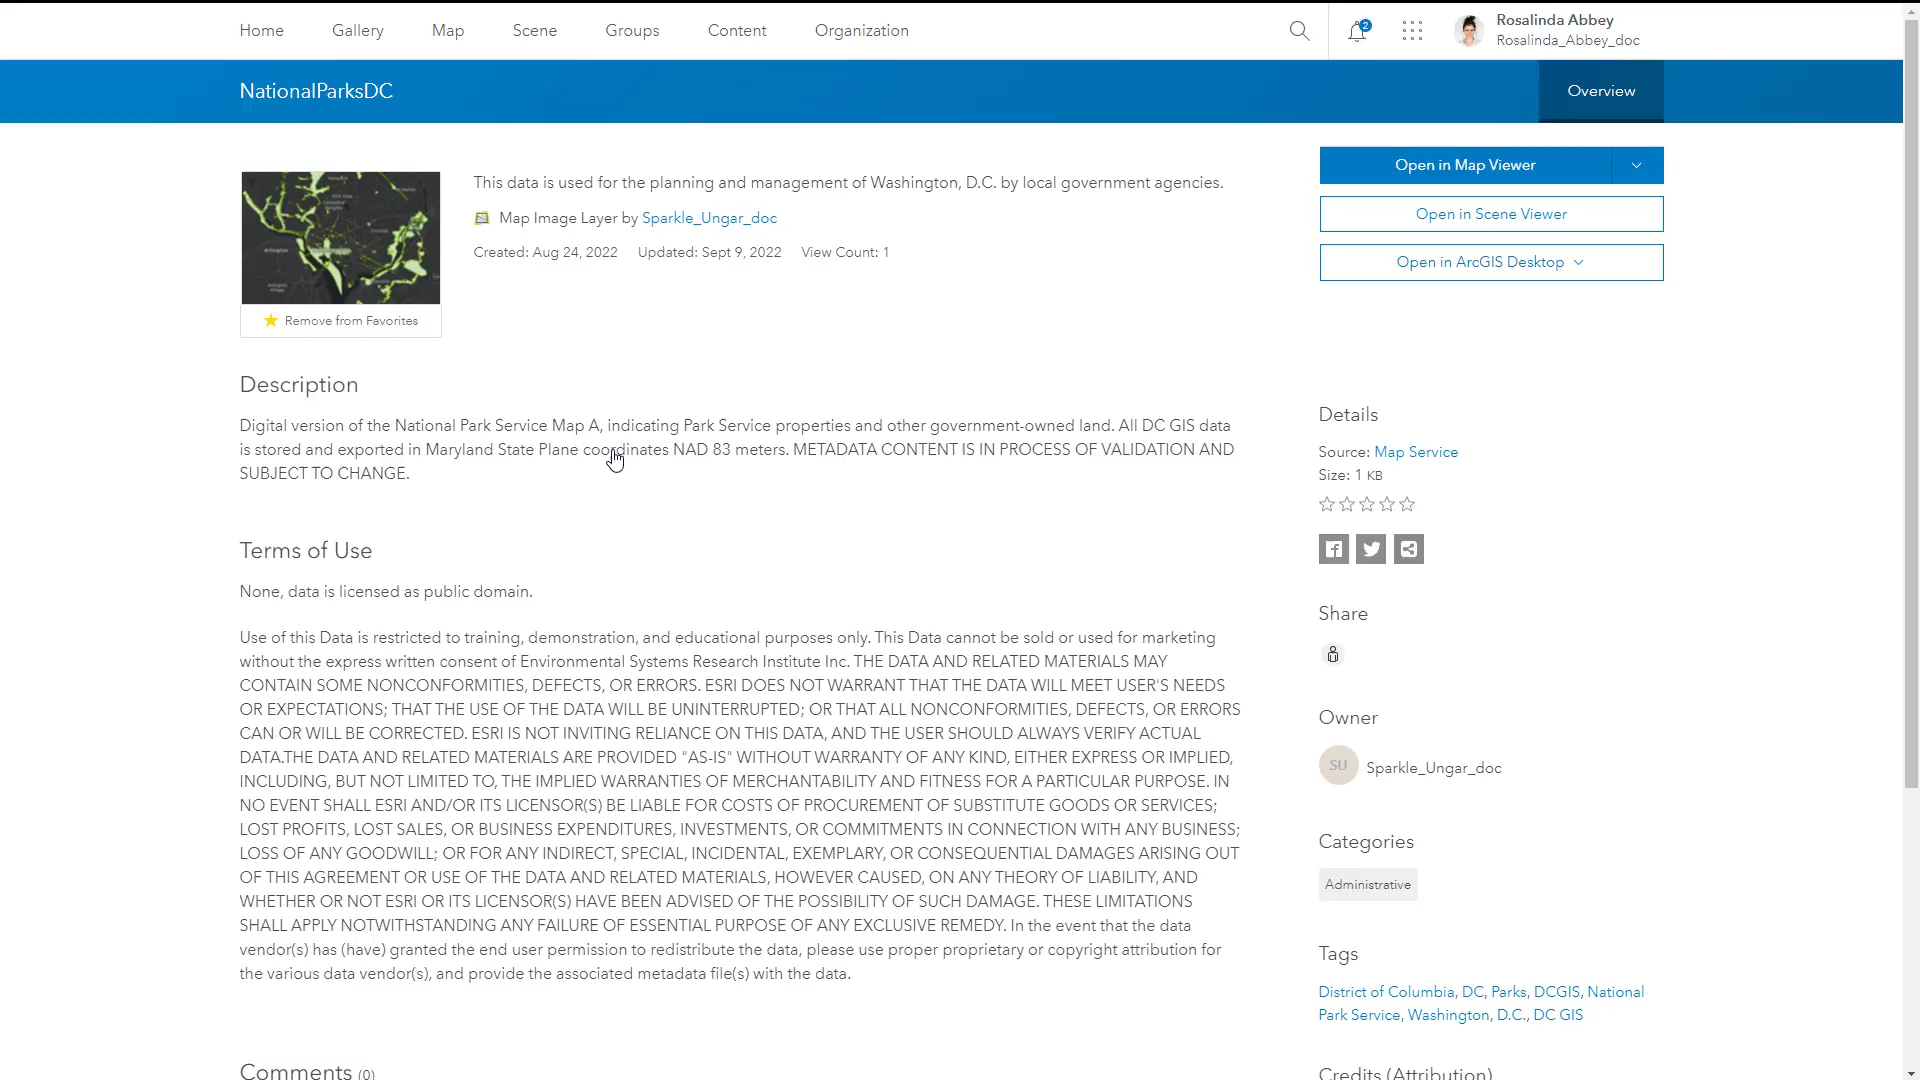 Home Gallery Map Scene Groups Content Organization
2
Rosalinda Abbey
Rosalinda_Abbey_doc
NationalParksDC
Overview
This data is used for the planning and management of Washington, D.C. by local government agencies.
Map Image Layer by Sparkle_Ungar_doc
Created: Aug 24, 2022 Updated: Sept 9, 2022 View Count: 1
Remove from Favorites
Open in Map Viewer
Open in Scene Viewer
Open in ArcGIS Desktop
Description
Digital version of the National Park Service Map A, indicating Park Service properties and other government-owned land. All DC GIS data
is stored and exported in Maryland State Plane coordinates NAD 83 meters. METADATA CONTENT IS IN PROCESS OF VALIDATION AND
SUBJECT TO CHANGE.
Terms of Use
None, data is licensed as public domain.
Use of this Data is restricted to training, demonstration, and educational purposes only. This Data cannot be sold or used for marketing
without the express written consent of Environmental Systems Research Institute Inc. THE DATA AND RELATED MATERIALS MAY
CONTAIN SOME NONCONFORMITIES, DEFECTS, OR ERRORS. ESRI DOES NOT WARRANT THAT THE DATA WILL MEET USER'S NEEDS
OR EXPECTATIONS; THAT THE USE OF THE DATA WILL BE UNINTERRUPTED; OR THAT ALL NONCONFORMITIES, DEFECTS, OR ERRORS
CAN OR WILL BE CORRECTED. ESRI IS NOT INVITING RELIANCE ON THIS DATA, AND THE USER SHOULD ALWAYS VERIFY ACTUAL
DATA.THE DATA AND RELATED MATERIALS ARE PROVIDED "AS-IS" WITHOUT WARRANTY OF ANY KIND, EITHER EXPRESS OR IMPLIED,
INCLUDING, BUT NOT LIMITED TO, THE IMPLIED WARRANTIES OF MERCHANTABILITY AND FITNESS FOR A PARTICULAR PURPOSE. IN
NO EVENT SHALL ESRI AND/OR ITS LICENSOR(S) BE LIABLE FOR COSTS OF PROCUREMENT OF SUBSTITUTE GOODS OR SERVICES;
LOST PROFITS, LOST SALES, OR BUSINESS EXPENDITURES, INVESTMENTS, OR COMMITMENTS IN CONNECTION WITH ANY BUSINESS;
LOSS OF ANY GOODWILL; OR FOR ANY INDIRECT, SPECIAL, INCIDENTAL, EXEMPLARY, OR CONSEQUENTIAL DAMAGES ARISING OUT
OF THIS AGREEMENT OR USE OF THE DATA AND RELATED MATERIALS, HOWEVER CAUSED, ON ANY THEORY OF LIABILITY, AND
WHETHER OR NOT ESRI OR ITS LICENSOR(S) HAVE BEEN ADVISED OF THE POSSIBILITY OF SUCH DAMAGE. THESE LIMITATIONS
SHALL APPLY NOTWITHSTANDING ANY FAILURE OF ESSENTIAL PURPOSE OF ANY EXCLUSIVE REMEDY. In the event that the data
vendor(s) has (have) granted the end user permission to redistribute the data, please use proper proprietary or copyright attribution for
the various data vendor(s), and provide the associated metadata file(s) with the data.
Comments (0)
Details
Source: Map Service
Size: 1 KB
Share
Owner
SU Sparkle_Ungar_doc
Categories
Administrative
Tags
District of Columbia, DC, Parks, DCGIS, National
Park Service, Washington, D.C., DC GIS
Credits (Attribution)